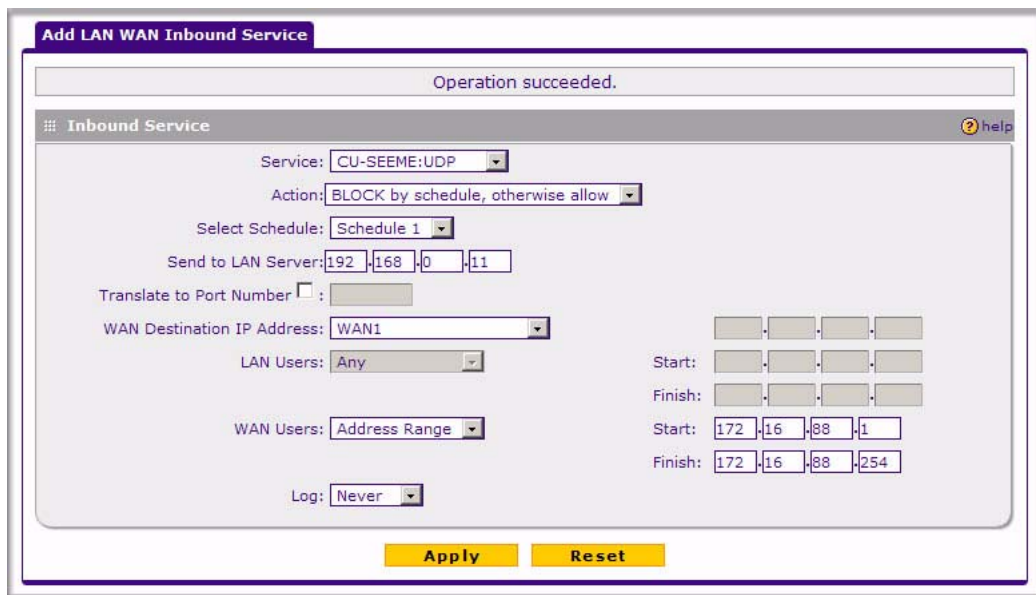 Add LAN WAN Inbound Service
Operation succeeded.
Inbound Service help
Service: CU-SEEME:UDP
Action: BLOCK by schedule, otherwise allow
Select Schedule: Schedule 1
Send to LAN Server: 192 .168 .0 .11
Translate to Port Number :
WAN Destination IP Address: WAN1 . . .
LAN Users: Any Start: . . .
Finish: . . .
WAN Users: Address Range Start: 172 .16 .88 .1
Finish: 172 .16 .88 .254
Log: Never
Apply Reset